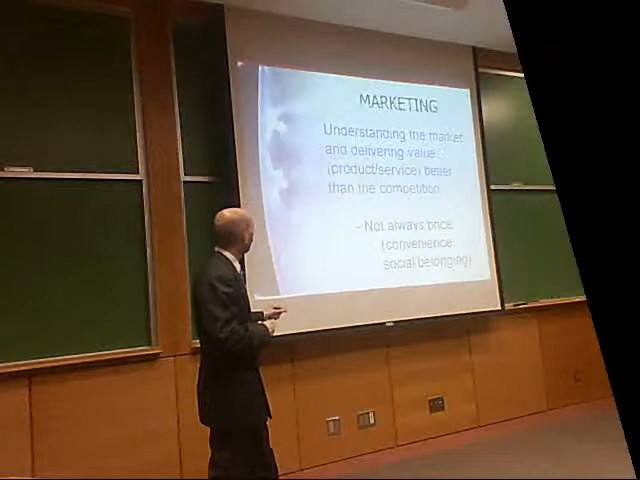 MARKETING
Understanding the market
and delivering value
(product/service) better
than the competition
- Not always price
(convenience
social belonging)